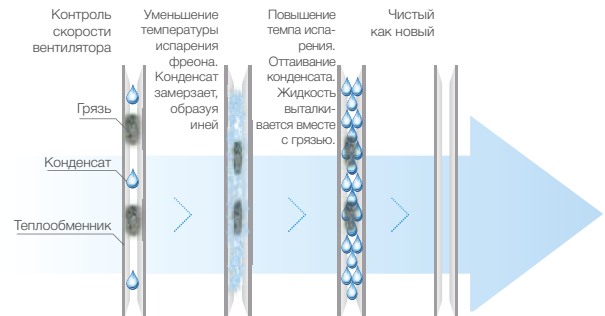 Контроль
скорости
вентилятора
Уменьшение
температуры
испарения
фреона.
Конденсат
замерзает,
образуя
иней
Повышение
темпа испа-
рения.
Оттаивание
конденсата.
Жидкость
выталки-
вается вместе
с грязью.
Чистый
как новый
Грязь
Конденсат
Теплообменник